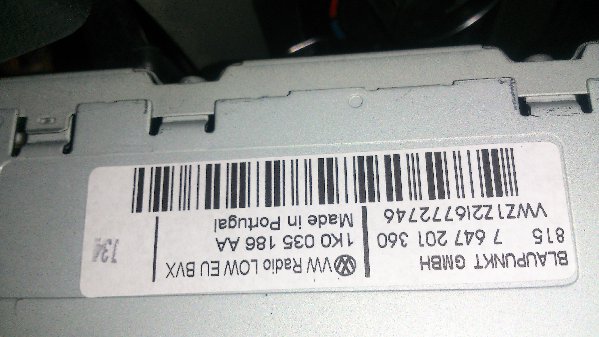 BLAUPUNKT GMBH
815 7 647 201 360
VWZ1Z2I6772746
VW Radio LOW EU BVX
1K0 035 186 AA
Made in Portugal
734